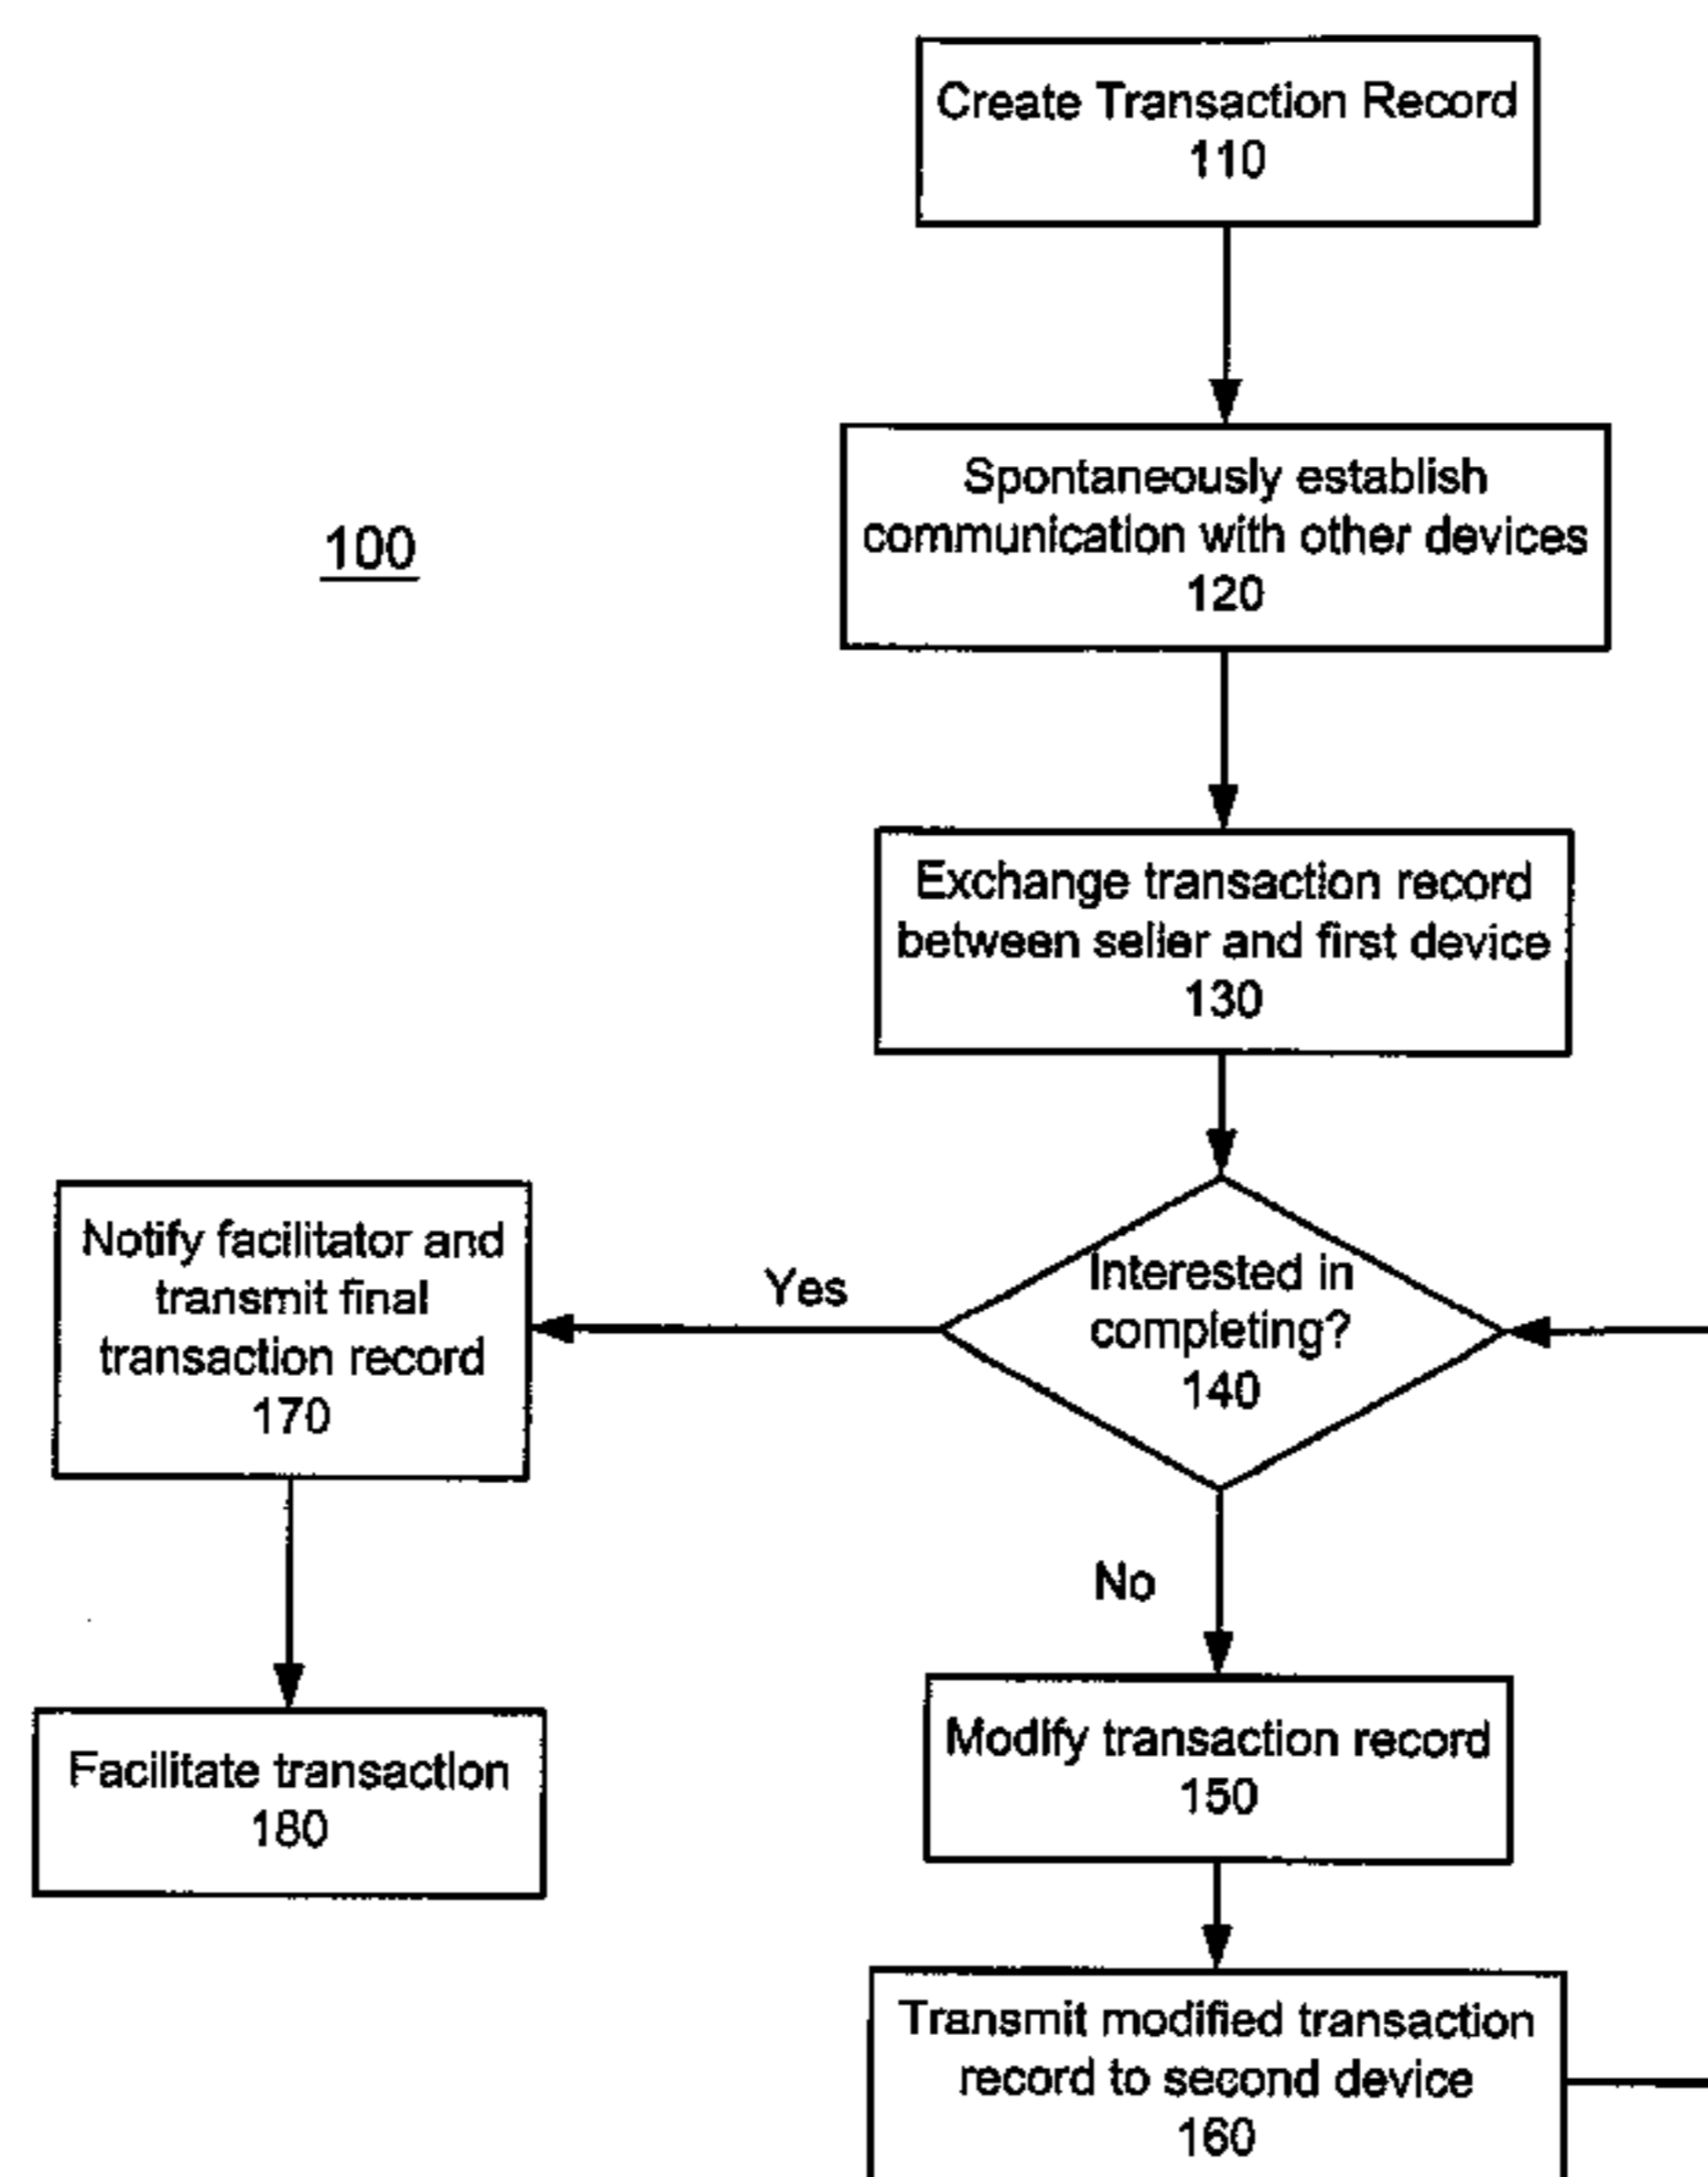 Create Transaction Record
110
100
Spontaneously establish
communication with other devices
120
Exchange transaction record
between seller and first device
130
Interested in
completing?
140
Yes
Notify facilitator and
transmit final
transaction record
170
No
Facilitate transaction
180
Modify transaction record
150
Transmit modified transaction
record to second device
160